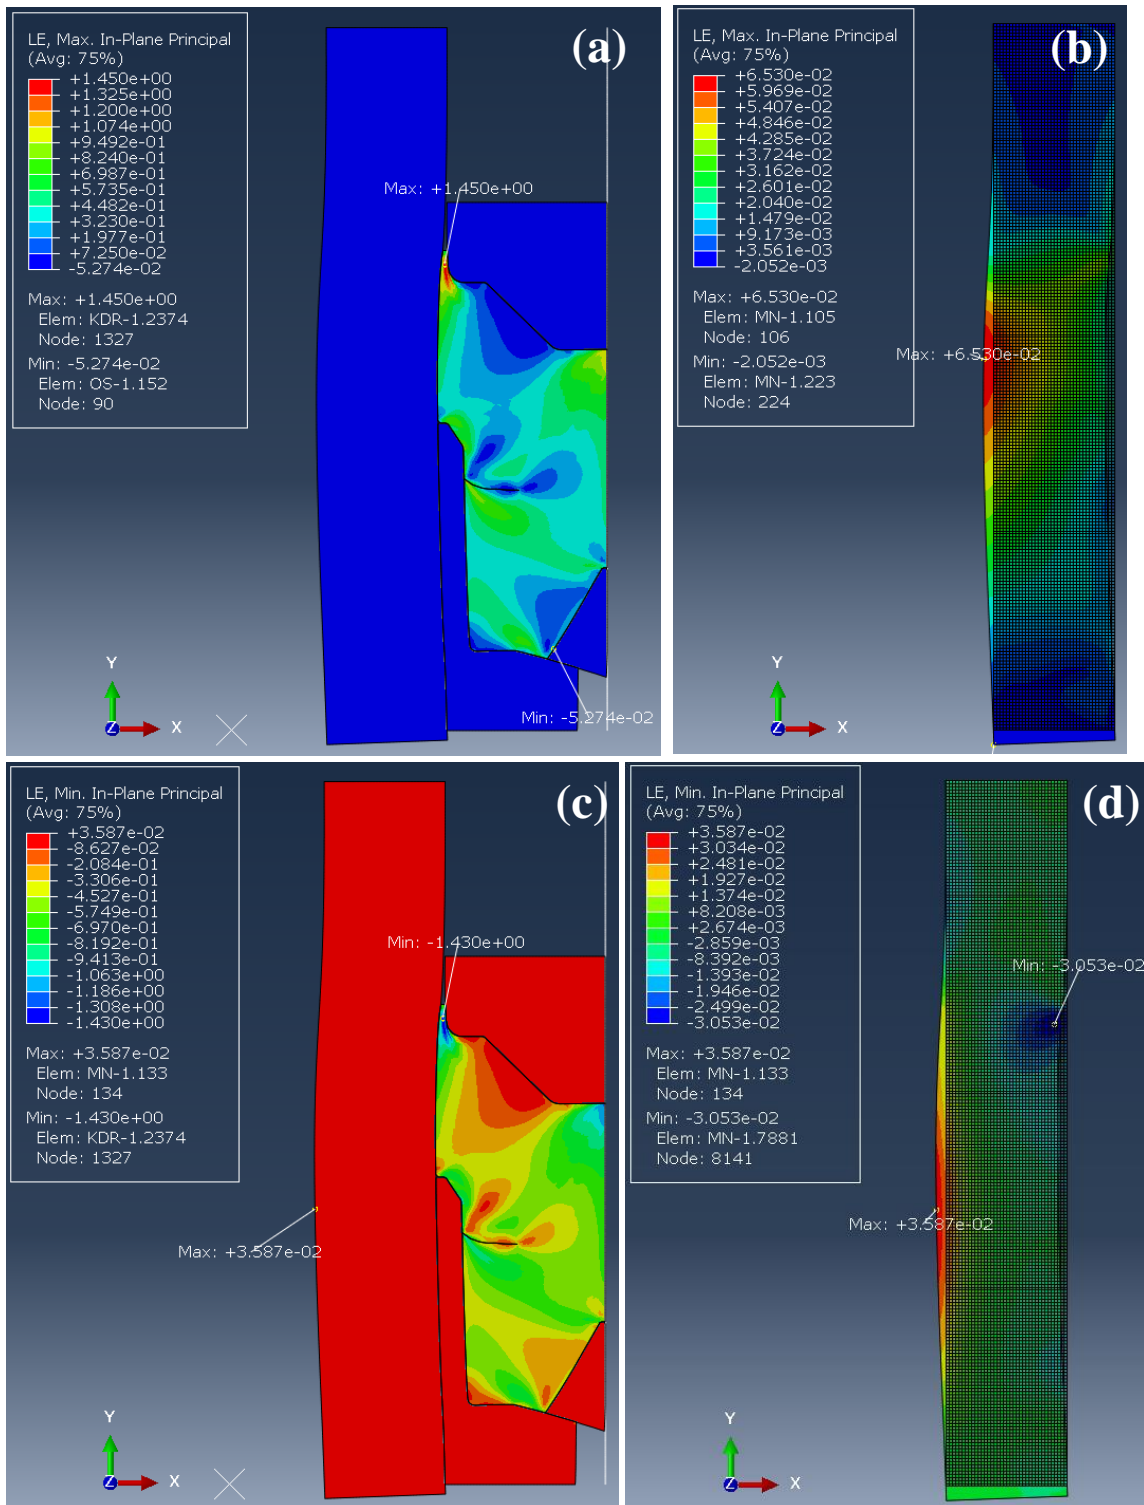 LE, Max. In-Plane Principal
(Avg: 75%)
+1.450e+00
+1.325e+00
+1.200e+00
+1.074e+00
+9.492e-01
+8.240e-01
+6.987e-01
+5.735e-01
+4.482e-01
+3.230e-01
+1.977e-01
+7.250e-02
-5.274e-02
Max: +1.450e+00
Elem: KDR-1.2374
Node: 1327
Min: -5.274e-02
Elem: OS-1.152
Node: 90
(a)
Max: +1.450e+00
Min: -5.274e-02
Y
Z
X
LE, Max. In-Plane Principal
(Avg: 75%)
+6.530e-02
+5.969e-02
+5.407e-02
+4.846e-02
+4.285e-02
+3.724e-02
+3.162e-02
+2.601e-02
+2.040e-02
+1.479e-02
+9.173e-03
+3.561e-03
-2.052e-03
Max: +6.530e-02
Elem: MN-1.105
Node: 106
Min: -2.052e-03
Elem: MN-1.223
Node: 224
(b)
Max: +6.530e-02
Y
Z
X
LE, Min. In-Plane Principal
(Avg: 75%)
+3.587e-02
-8.627e-02
-2.084e-01
-3.306e-01
-4.527e-01
-5.749e-01
-6.970e-01
-8.192e-01
-9.413e-01
-1.063e+00
-1.186e+00
-1.308e+00
-1.430e+00
Max: +3.587e-02
Elem: MN-1.133
Node: 134
Min: -1.430e+00
Elem: KDR-1.2374
Node: 1327
(c)
Min: -1.430e+00
Max: +3.587e-02
Y
Z
X
LE, Min. In-Plane Principal
(Avg: 75%)
+3.587e-02
+3.034e-02
+2.481e-02
+1.927e-02
+1.374e-02
+8.208e-03
+2.674e-03
-2.859e-03
-8.392e-03
-1.393e-02
-1.946e-02
-2.499e-02
-3.053e-02
Max: +3.587e-02
Elem: MN-1.133
Node: 134
Min: -3.053e-02
Elem: MN-1.7881
Node: 8141
(d)
Min: -3.053e-02
Max: +3.587e-02
Y
Z
X